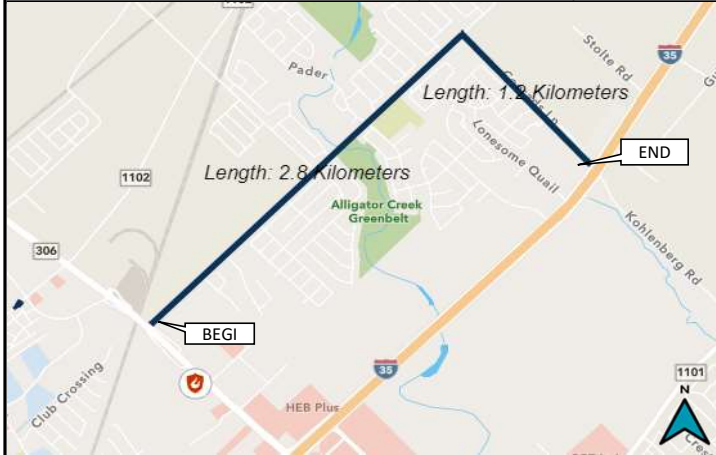 1102
35
Stolte Rd
Pader
Length: 1.2 Kilometers
Lonesome Quail
END
Length: 2.8 Kilometers
1102
Alligator Creek
Greenbelt
Kohlenberg Rd
306
BEGI
35
1101
N
Club Crossing
HEB Plus